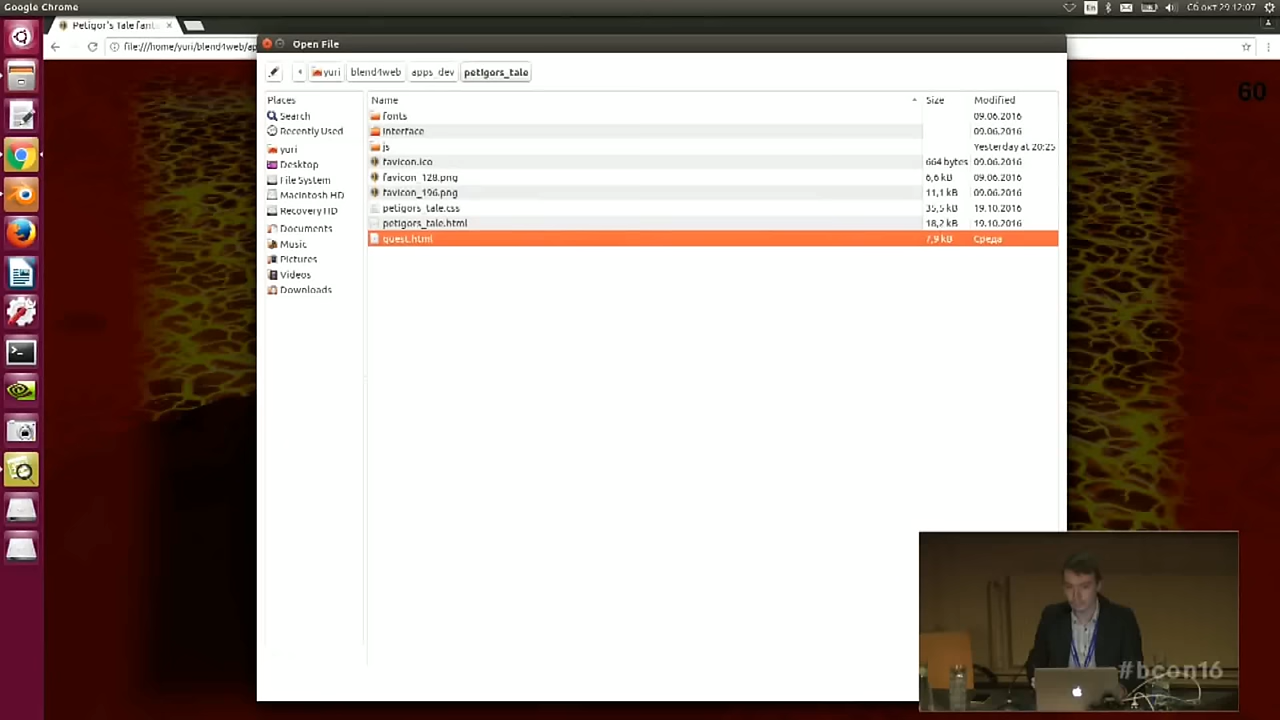 Google Chrome
En
Сб окт 29 12:07
Petigor's Tale fant
file:///home/yuri/blend4web/ap
Open File
60
yuri
blend4web
apps_dev
petigors_tale
Places
Name
Size
Modified
Search
fonts
09.06.2016
Recently Used
interface
09.06.2016
yuri
js
Yesterday at 20:25
Desktop
favicon.ico
664 bytes
09.06.2016
File System
favicon_128.png
6,6 kB
09.06.2016
Macintosh HD
favicon_196.png
11,1 kB
09.06.2016
Recovery HD
petigors_tale.css
35,5 kB
19.10.2016
Documents
petigors_tale.html
18,2 kB
19.10.2016
Music
quest.html
7,9 kB
Среда
Pictures
Videos
Downloads
#bcon16